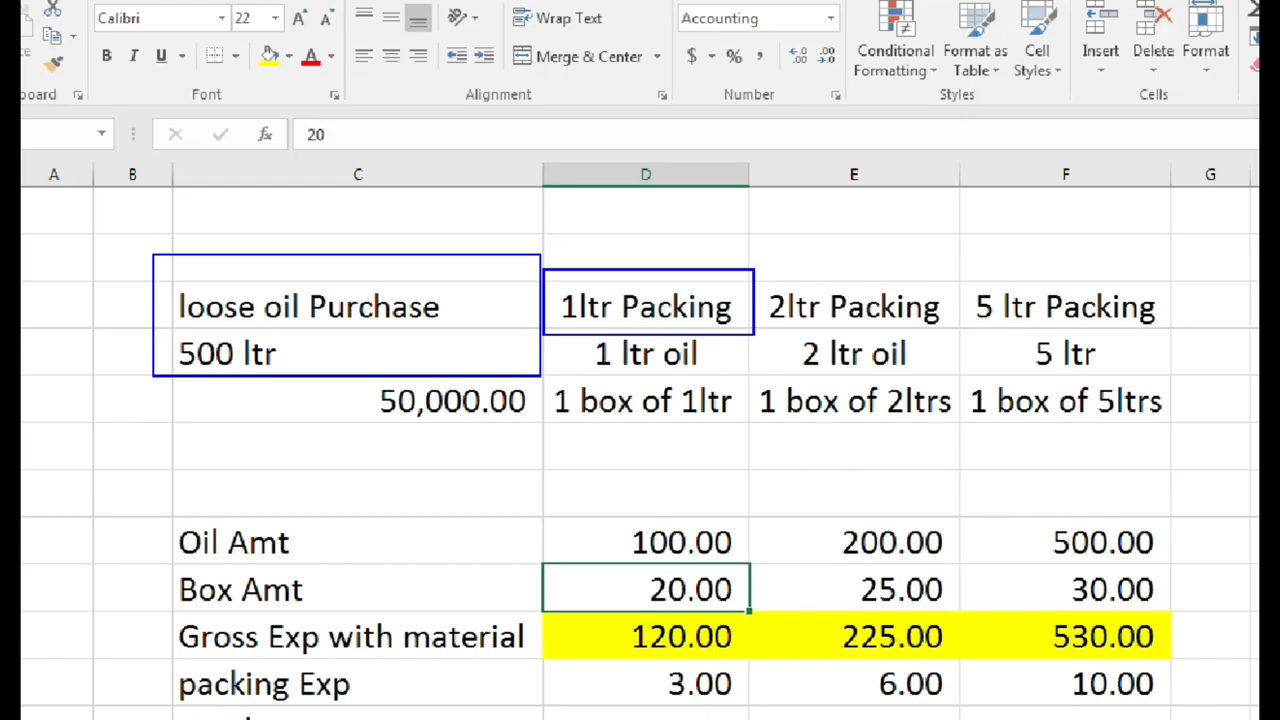 Calibri 22 A A Wrap Text Accounting
B I U A Merge & Center $ % , Conditional Formatting Format as Table Cell Styles Insert Delete Format
board Font Alignment Number Styles Cells
fx 20
A B C D E F G
loose oil Purchase 1ltr Packing 2ltr Packing 5 ltr Packing
500 ltr 1 ltr oil 2 ltr oil 5 ltr
50,000.00 1 box of 1ltr 1 box of 2ltrs 1 box of 5ltrs
Oil Amt 100.00 200.00 500.00
Box Amt 20.00 25.00 30.00
Gross Exp with material 120.00 225.00 530.00
packing Exp 3.00 6.00 10.00